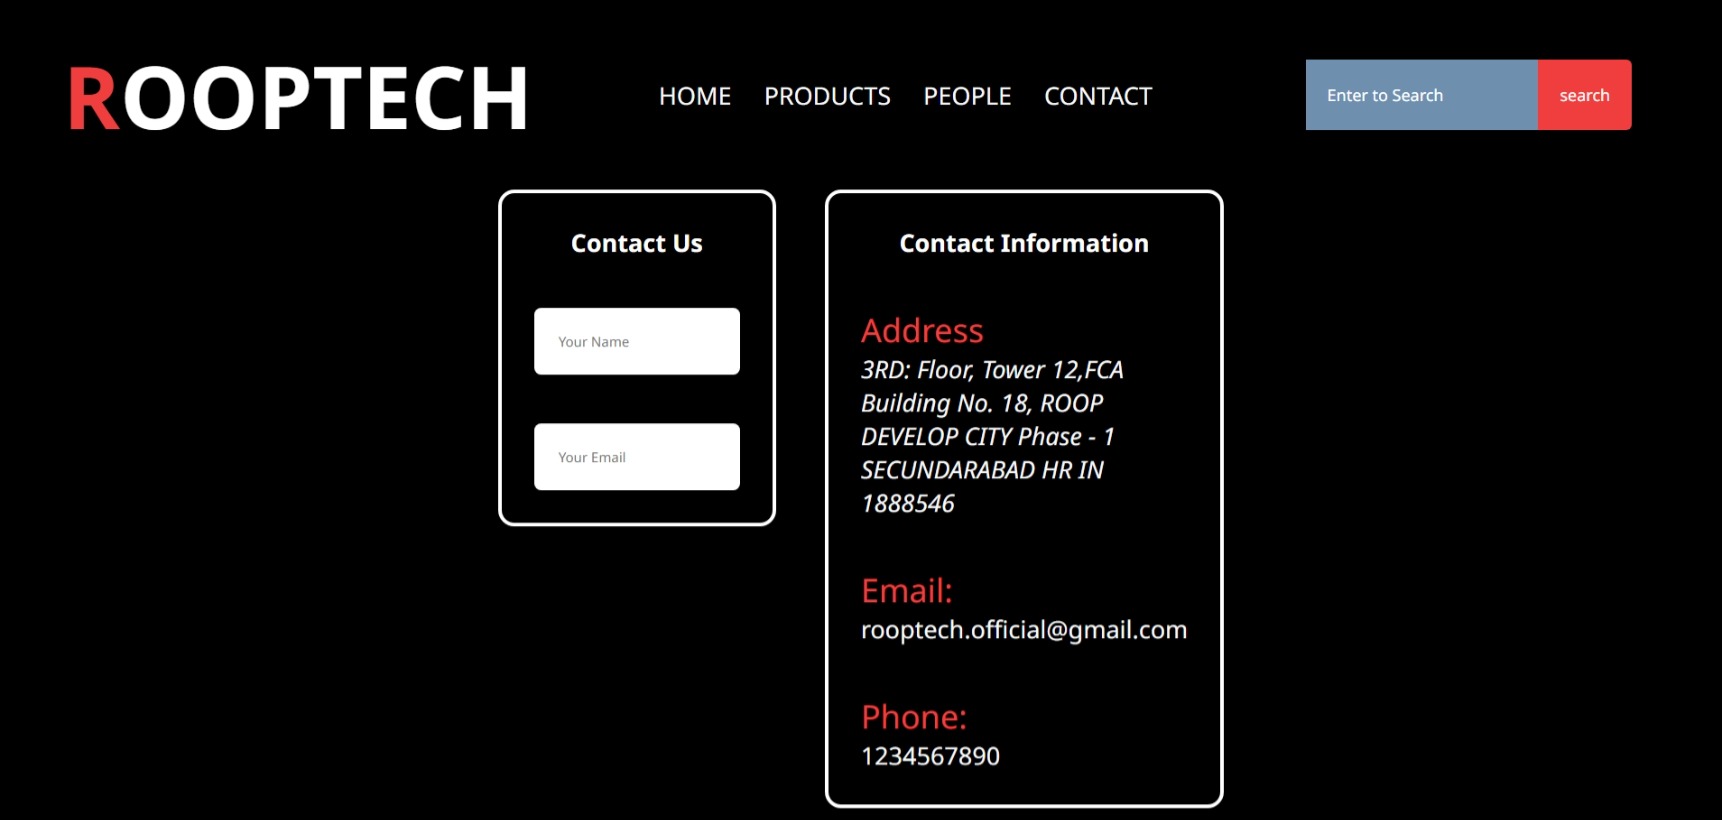 ROOPTECH
HOME PRODUCTS PEOPLE CONTACT
Enter to Search search
Contact Us
Your Name
Your Email
Contact Information
Address
3RD: Floor, Tower 12,FCA
Building No. 18, ROOP
DEVELOP CITY Phase - 1
SECUNDARABAD HR IN
1888546
Email:
rooptech.official@gmail.com
Phone:
1234567890